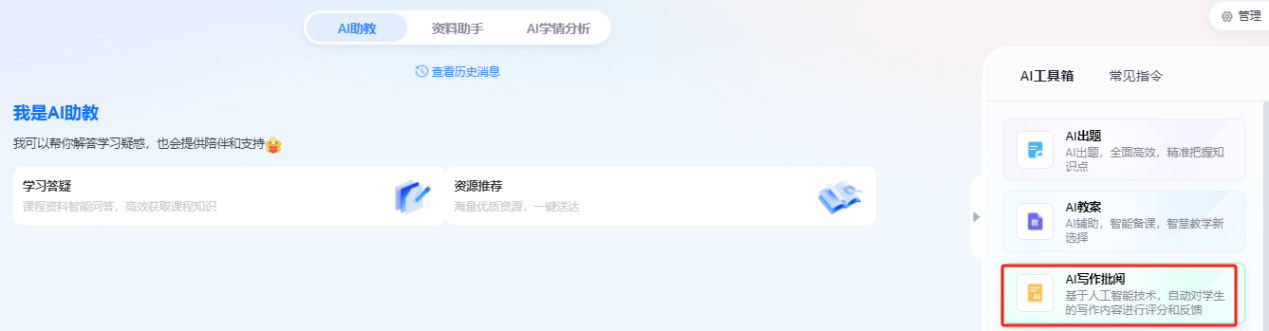 AI助教 资料助手 AI学情分析
管理
查看历史消息
AI工具箱 常见指令
我是AI助教
我可以帮你解答学习疑惑，也会提供陪伴和支持
学习答疑
课程资料智能问答，高效获取课程知识
资源推荐
海量优质资源，一键送达
AI出题
AI出题，全面高效，精准把握知
识点
AI教案
AI辅助，智能备课，智慧教学新
选择
AI写作批阅
基于人工智能技术，自动对学生
的写作内容进行评分和反馈